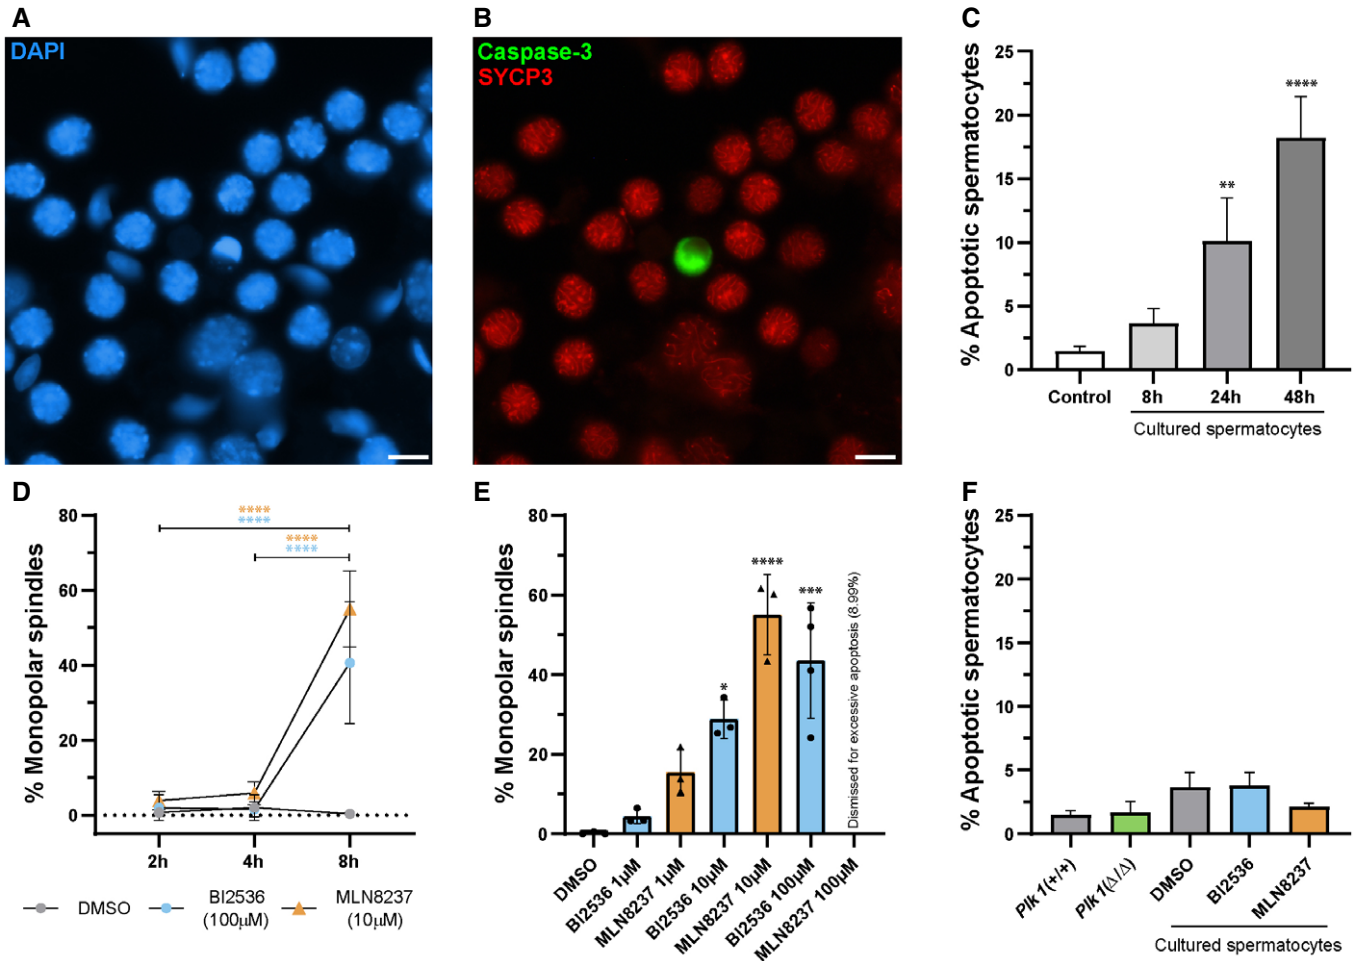 A
DAPI
B
Caspase-3
SYCP3
C
% Apoptotic spermatocytes
25
20
15
10
5
0
**
****
Control
8h
24h
48h
Cultured spermatocytes
D
% Monopolar spindles
80
60
40
20
0
****
****
****
****
2h
4h
8h
DMSO
BI2536
(100µM)
MLN8237
(10µM)
E
% Monopolar spindles
80
60
40
20
0
*
****
***
Dismissed for excessive apoptosis (8.99%)
DMSO
BI2536 1µM
MLN8237 1µM
BI2536 10µM
MLN8237 10µM
BI2536 100µM
MLN8237 100µM
F
% Apoptotic spermatocytes
25
20
15
10
5
0
Plk1(+/+)
Plk1(Δ/Δ)
DMSO
BI2536
MLN8237
Cultured spermatocytes